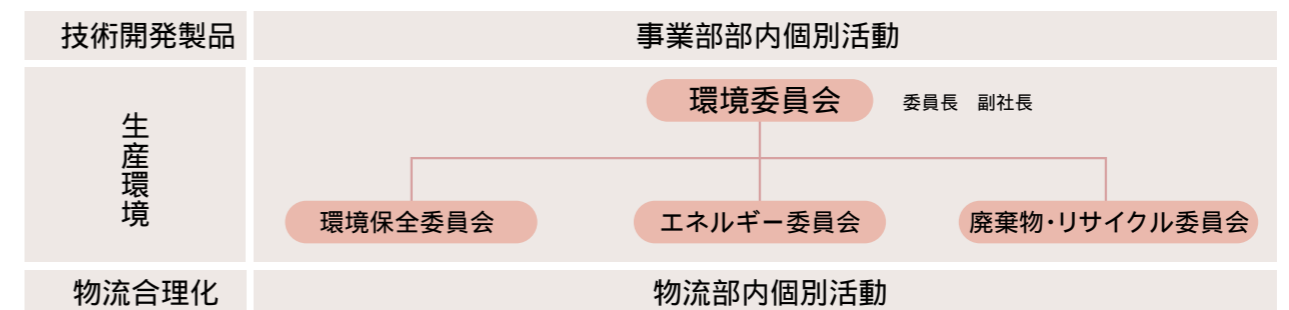 技術開発製品
事業部部内個別活動
生産環境
環境委員会
委員長 副社長
環境保全委員会
エネルギー委員会
廃棄物・リサイクル委員会
物流合理化
物流部内個別活動